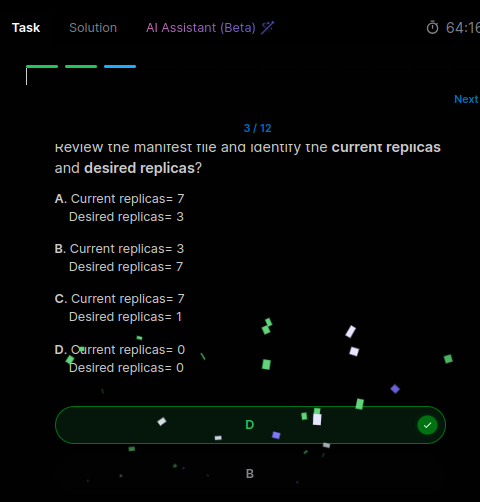 Task Solution AI Assistant (Beta) 64:16
Next
3 / 12
Review the manifest file and identify the current replicas
and desired replicas?
A. Current replicas= 7
Desired replicas= 3
B. Current replicas= 3
Desired replicas= 7
C. Current replicas= 7
Desired replicas= 1
D. Current replicas= 0
Desired replicas= 0
D
B